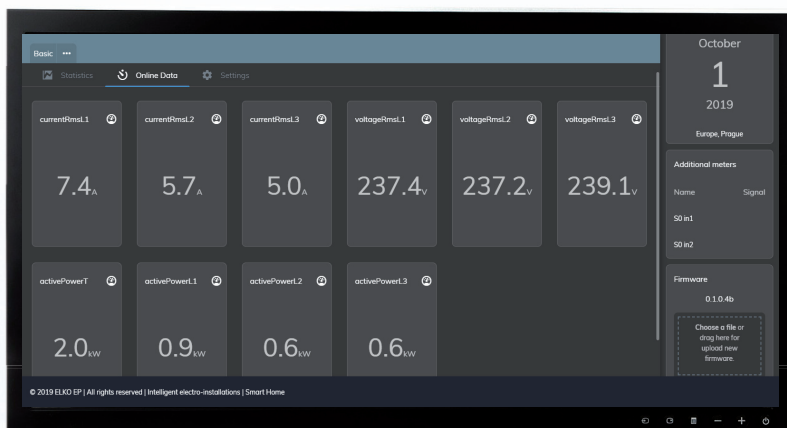 Basic •••
Statistics Online Data Settings
currentRmsL1 currentRmsL2 currentRmsL3 voltageRmsL1 voltageRmsL2 voltageRmsL3
7.4A 5.7A 5.0A 237.4V 237.2V 239.1V
activePowerT activePowerL1 activePowerL2 activePowerL3
2.0kW 0.9kW 0.6kW 0.6kW
October
1
2019
Europe, Prague
Additional meters
Name Signal
S0 in1
S0 in2
Firmware
0.1.0.4b
Choose a file or
drag here for
upload new
firmware.
© 2019 ELKO EP | All rights reserved | Intelligent electro-installations | Smart Home